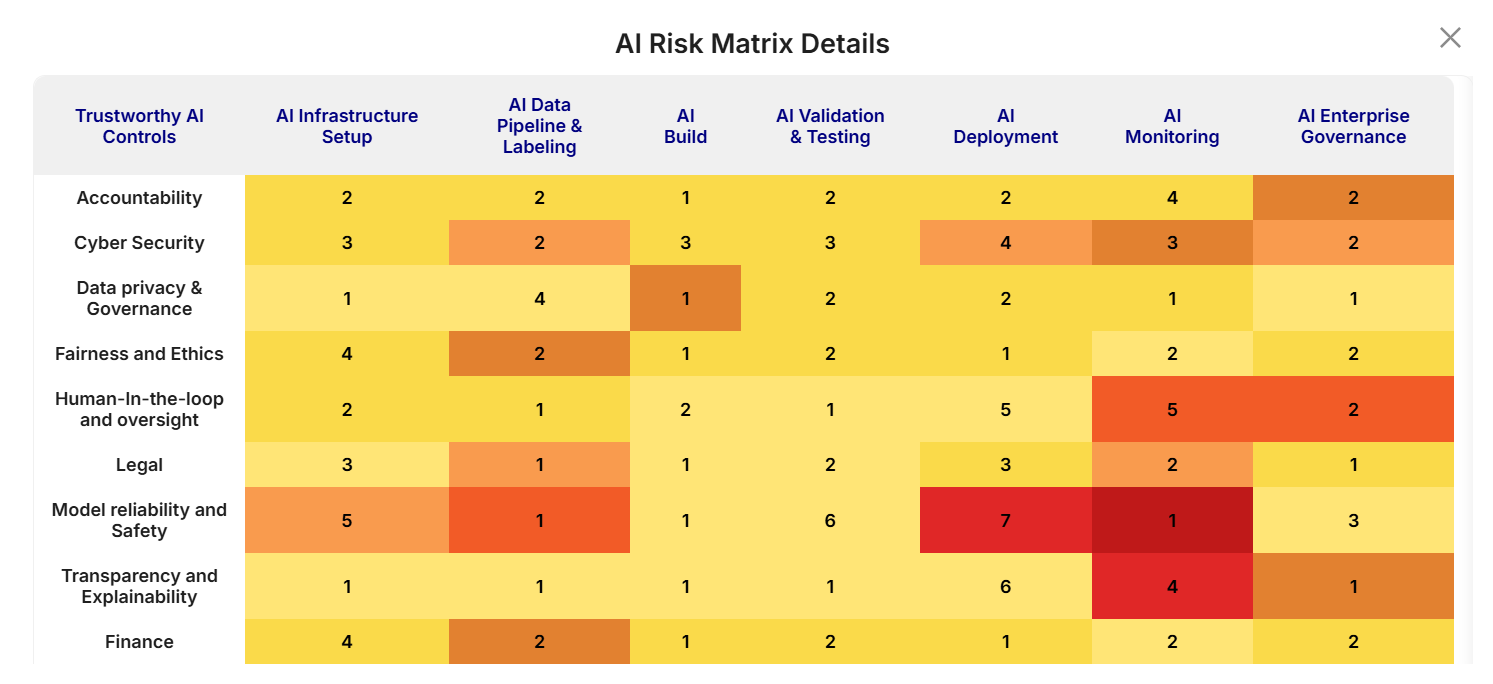 AI Risk Matrix Details
Trustworthy AI
Controls
AI Infrastructure
Setup
AI Data
Pipeline &
Labeling
AI
Build
AI Validation
& Testing
AI
Deployment
AI
Monitoring
AI Enterprise
Governance
Accountability 2 2 1 2 2 4 2
Cyber Security 3 2 3 3 4 3 2
Data privacy &
Governance 1 4 1 2 2 1 1
Fairness and Ethics 4 2 1 2 1 2 2
Human-In-the-loop
and oversight 2 1 2 1 5 5 2
Legal 3 1 1 2 3 2 1
Model reliability and
Safety 5 1 1 6 7 1 3
Transparency and
Explainability 1 1 1 1 6 4 1
Finance 4 2 1 2 1 2 2